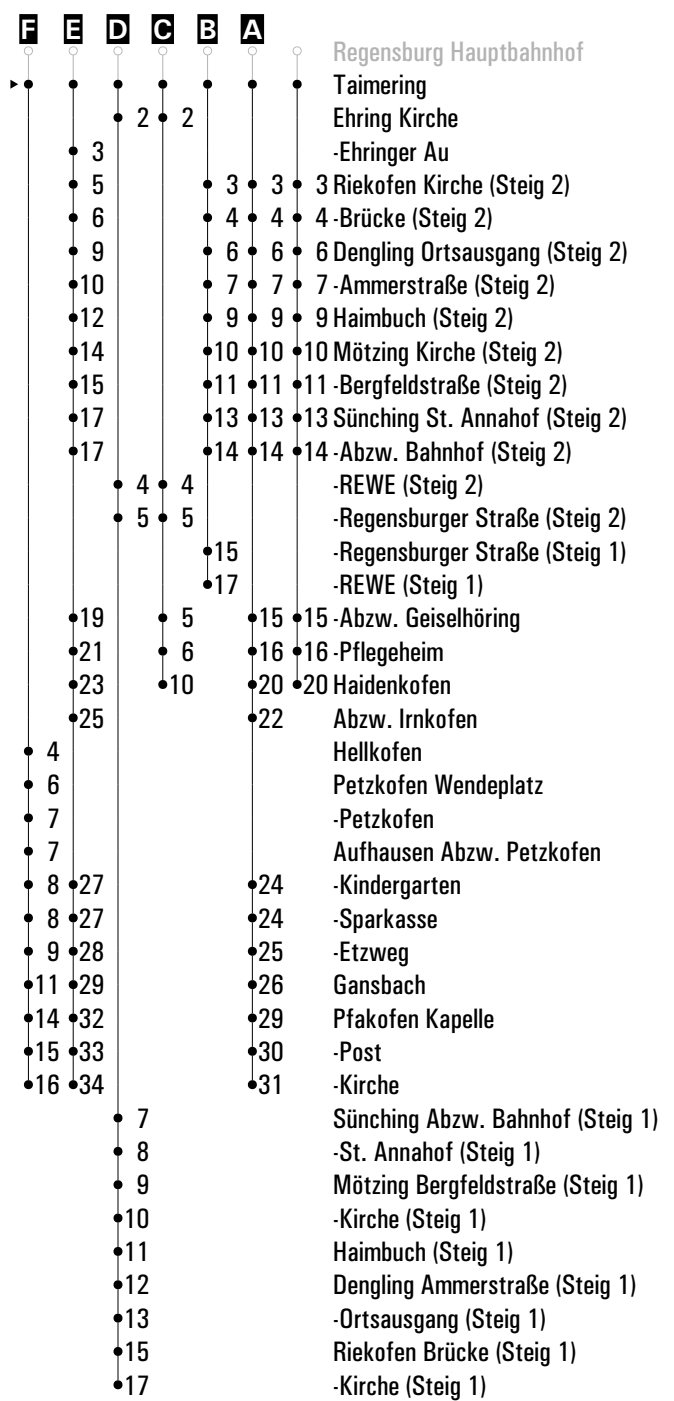 F E D C B A
Regensburg Hauptbahnhof
Taimering
2 2 Ehring Kirche
3 -Ehringer Au
5 3 3 3 Riekofen Kirche (Steig 2)
6 4 4 4 -Brücke (Steig 2)
9 6 6 6 Dengling Ortsausgang (Steig 2)
10 7 7 7 -Ammerstraße (Steig 2)
12 9 9 9 Haimbuch (Steig 2)
14 10 10 10 Mötzing Kirche (Steig 2)
15 11 11 11 -Bergfeldstraße (Steig 2)
17 13 13 13 Sünching St. Annahof (Steig 2)
17 14 14 14 -Abzw. Bahnhof (Steig 2)
4 4 -REWE (Steig 2)
5 5 -Regensburger Straße (Steig 2)
15 -Regensburger Straße (Steig 1)
17 -REWE (Steig 1)
19 5 15 15 -Abzw. Geiselhöring
21 6 16 16 -Pflegeheim
23 10 20 20 Haidenkofen
25 22 Abzw. Irnkofen
4 Hellkofen
6 Petzkofen Wendeplatz
7 -Petzkofen
7 Aufhausen Abzw. Petzkofen
8 27 24 -Kindergarten
8 27 24 -Sparkasse
9 28 25 -Etzweg
11 29 26 Gansbach
14 32 29 Pfakofen Kapelle
15 33 30 -Post
16 34 31 -Kirche
7 Sünching Abzw. Bahnhof (Steig 1)
8 -St. Annahof (Steig 1)
9 Mötzing Bergfeldstraße (Steig 1)
10 -Kirche (Steig 1)
11 Haimbuch (Steig 1)
12 Dengling Ammerstraße (Steig 1)
13 -Ortsausgang (Steig 1)
15 Riekofen Brücke (Steig 1)
17 -Kirche (Steig 1)